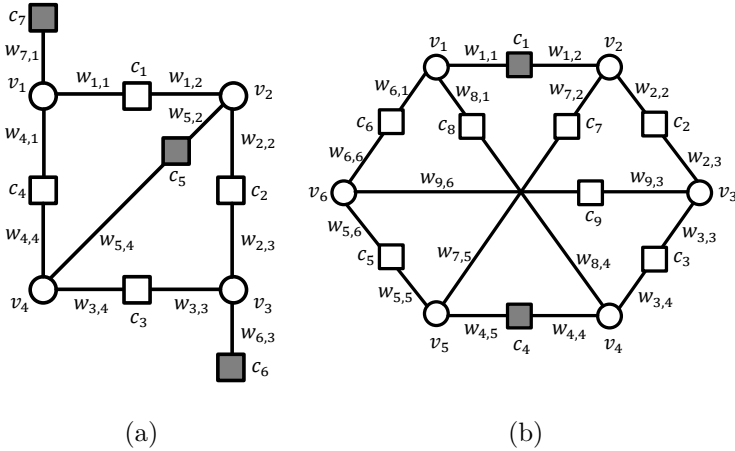 c₇
w₇,₁
v₁
w₁,₁
c₁
w₁,₂
v₂
w₅,₂
w₄,₁
c₅
w₂,₂
c₄
c₂
w₄,₄
w₅,₄
w₂,₃
v₄
w₃,₄
c₃
w₃,₃
v₃
w₆,₃
c₆
(a)
v₁
w₁,₁
c₁
w₁,₂
v₂
w₆,₁
w₈,₁
w₇,₂
w₂,₂
c₆
c₈
c₇
c₂
w₆,₆
w₂,₃
v₆
w₉,₆
w₉,₃
v₃
c₉
w₅,₆
w₃,₃
c₅
w₇,₅
w₈,₄
c₃
w₅,₅
w₃,₄
v₅
w₄,₅
c₄
w₄,₄
v₄
(b)